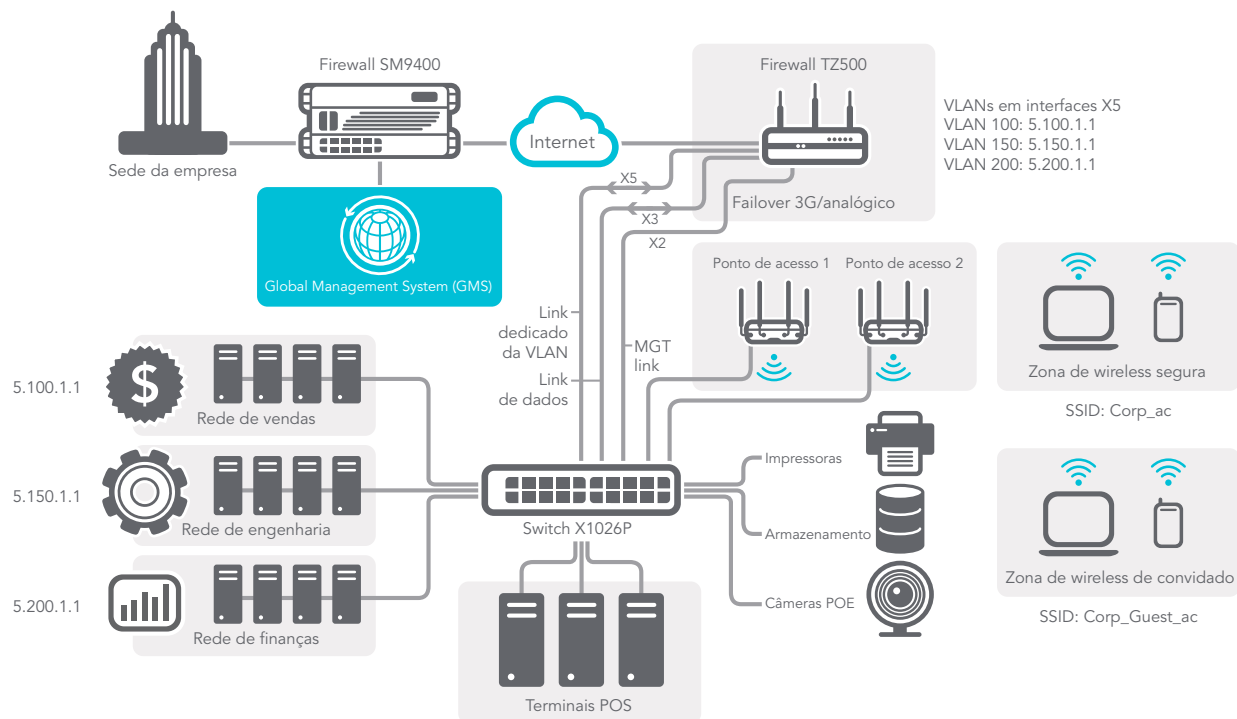 Firewall SM9400
Firewall TZ500
Internet
Sede da empresa
VLANs em interfaces X5
VLAN 100: 5.100.1.1
VLAN 150: 5.150.1.1
VLAN 200: 5.200.1.1
X5
X3
X2
Failover 3G/analógico
Global Management System (GMS)
Ponto de acesso 1
Ponto de acesso 2
Link
dedicado
da VLAN
MGT
link
Link
de dados
Zona de wireless segura
SSID: Corp_ac
5.100.1.1
$
Rede de vendas
Impressoras
5.150.1.1
Rede de engenharia
Switch X1026P
Armazenamento
Zona de wireless de convidado
SSID: Corp_Guest_ac
5.200.1.1
Rede de finanças
Câmeras POE
Terminais POS